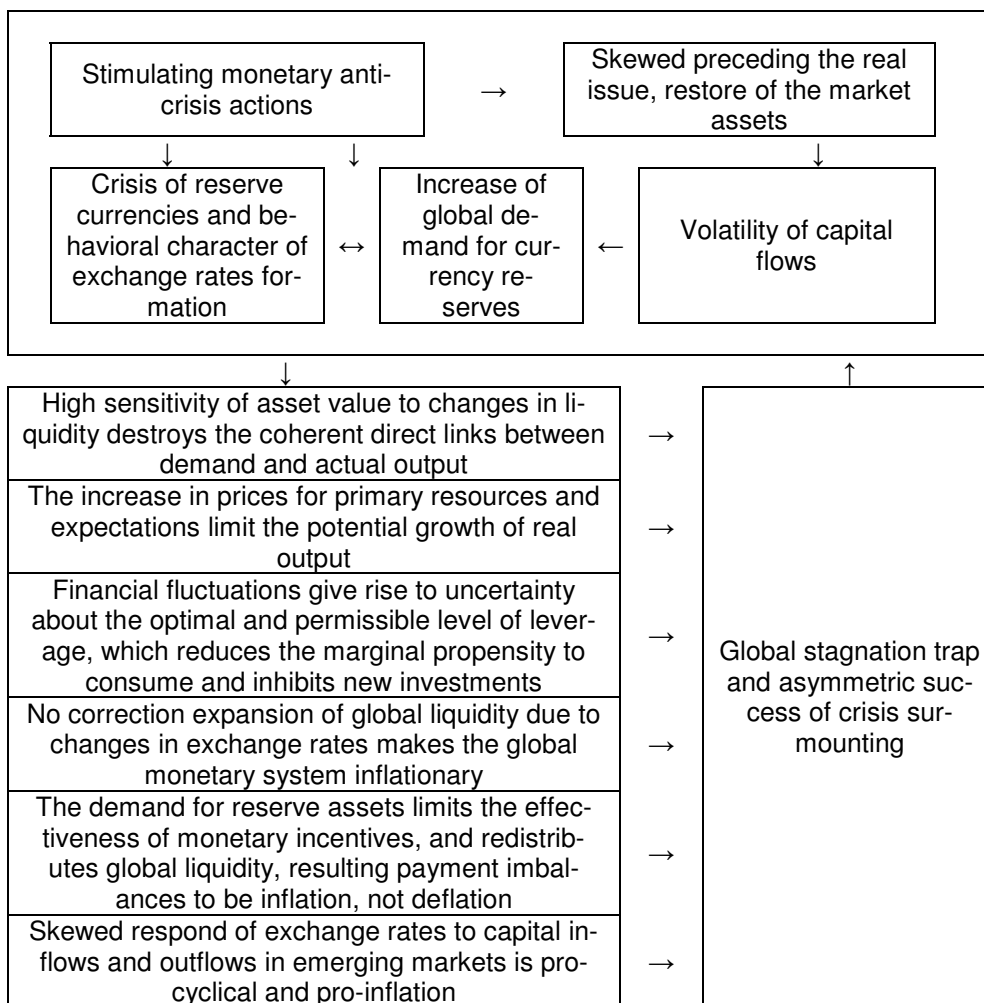 Stimulating monetary anti-
crisis actions
→
Skewed preceding the real
issue, restore of the market
assets
↓
↓
↓
Crisis of reserve
currencies and be-
havioral character of
exchange rates for-
mation
↔
Increase of
global de-
mand for cur-
rency re-
serves
←
Volatility of capital
flows
↓
↑
High sensitivity of asset value to changes in li-
quidity destroys the coherent direct links between
demand and actual output
→
The increase in prices for primary resources and
expectations limit the potential growth of real
output
→
Financial fluctuations give rise to uncertainty
about the optimal and permissible level of lever-
age, which reduces the marginal propensity to
consume and inhibits new investments
→
No correction expansion of global liquidity due to
changes in exchange rates makes the global
monetary system inflationary
→
The demand for reserve assets limits the effec-
tiveness of monetary incentives, and redistrib-
utes global liquidity, resulting payment imbal-
ances to be inflation, not deflation
→
Skewed respond of exchange rates to capital in-
flows and outflows in emerging markets is pro-
cyclical and pro-inflation
→
Global stagnation trap
and asymmetric suc-
cess of crisis sur-
mounting